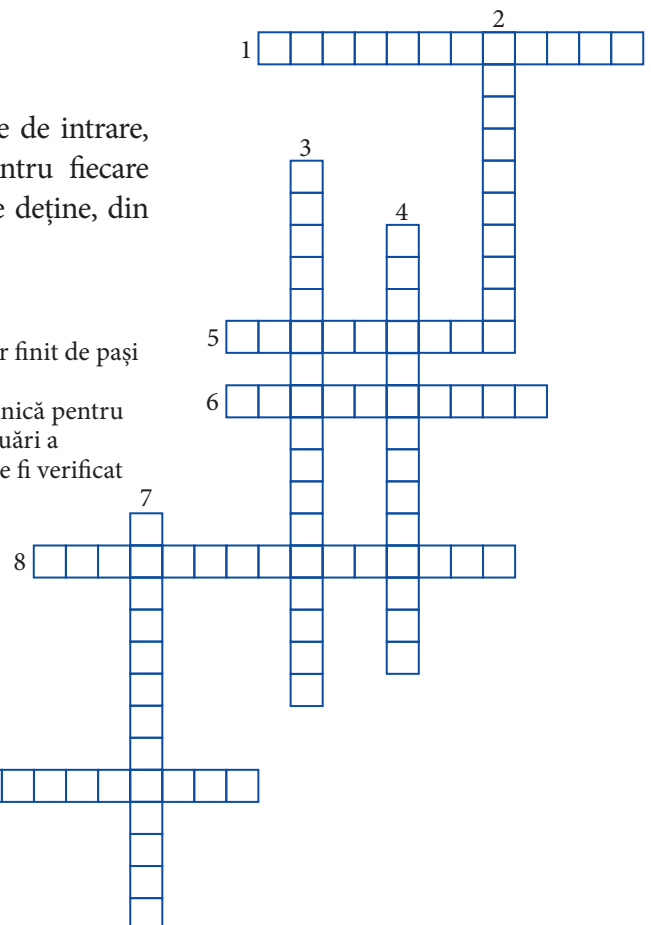 2
1
e de intrare,
ntru fiecare
e deține, din
3
4
5
r finit de pași
6
nică pentru
uări a
e fi verificat
7
8